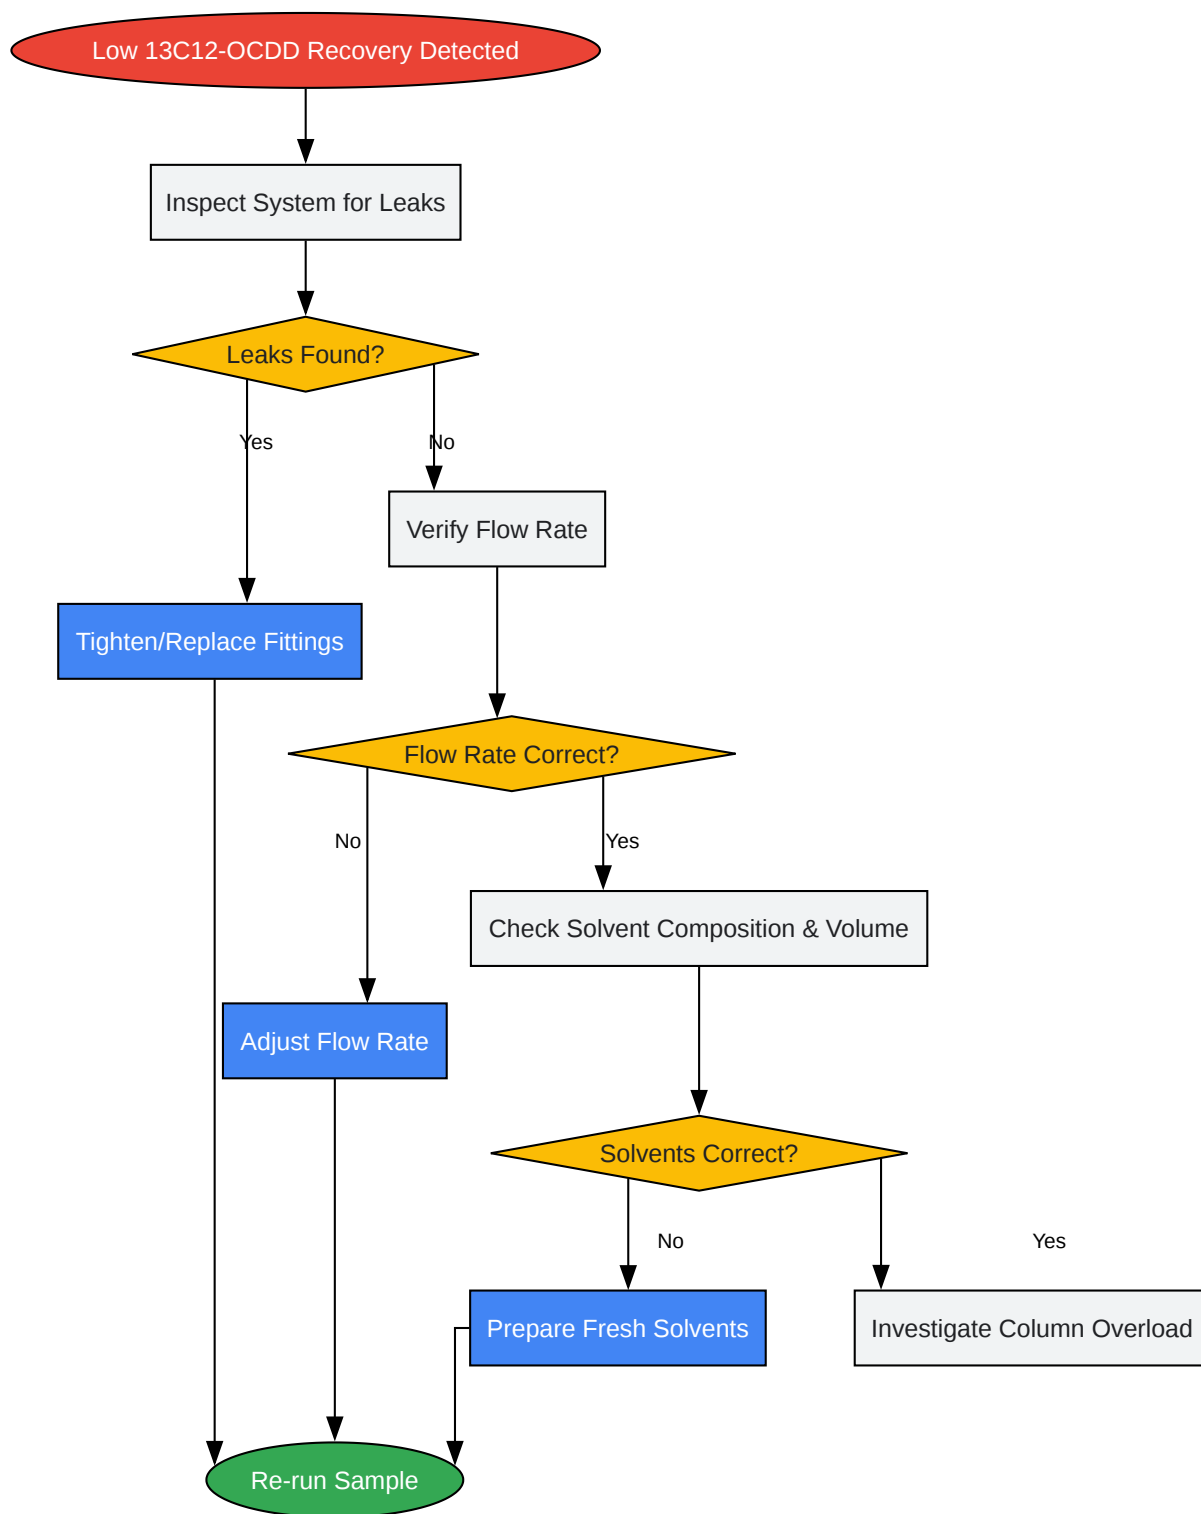 Low 13C12-OCDD Recovery Detected
Inspect System for Leaks
Leaks Found?
Yes
No
Verify Flow Rate
Tighten/Replace Fittings
Flow Rate Correct?
No
Yes
Check Solvent Composition & Volume
Adjust Flow Rate
Solvents Correct?
No
Yes
Prepare Fresh Solvents
Investigate Column Overload
Re-run Sample